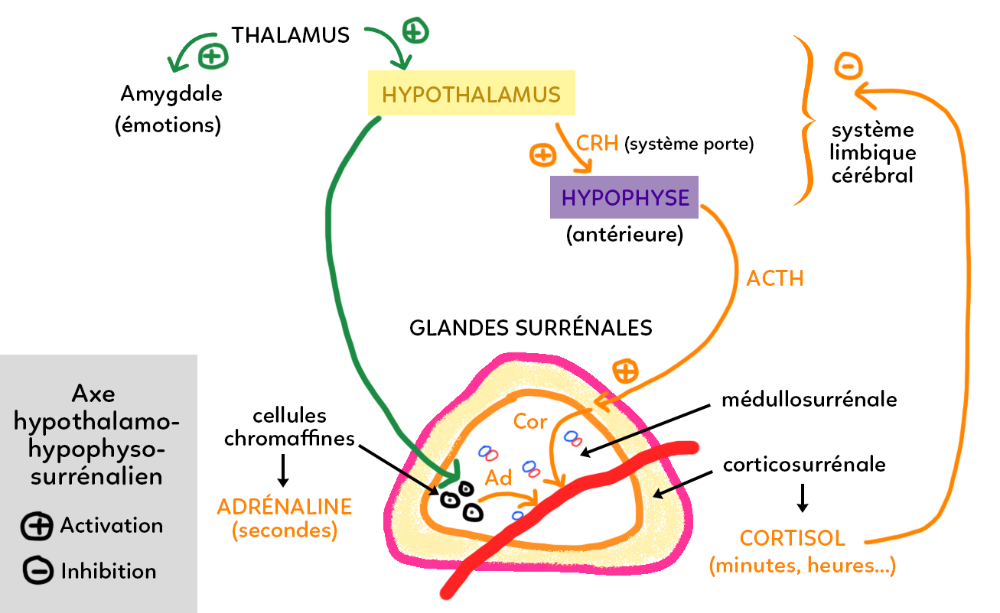 THALAMUS
Amygdale
(émotions)
HYPOTHALAMUS
CRH (système porte)
HYPOPHYSE
(antérieure)
système
limbique
cérébral
ACTH
GLANDES SURRÉNALES
Axe
hypothalamo-
hypophyso-
surrénalien
Activation
Inhibition
cellules
chromaffines
ADRÉNALINE
(secondes)
Cor
Ad
médullosurrénale
corticosurrénale
CORTISOL
(minutes, heures...)